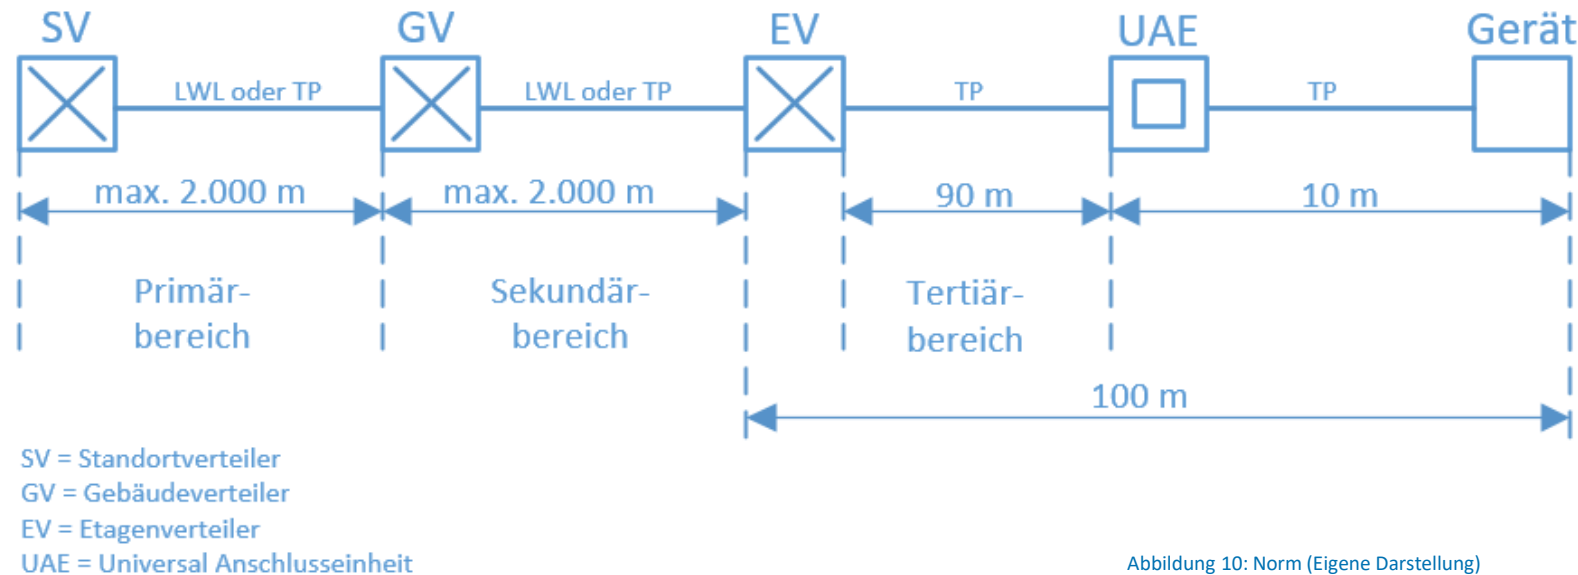 SV GV EV UAE Gerät
LWL oder TP LWL oder TP TP TP
max. 2.000 m max. 2.000 m 90 m 10 m
Primär-
bereich
Sekundär-
bereich
Tertiär-
bereich
100 m
SV = Standortverteiler
GV = Gebäudeverteiler
EV = Etagenverteiler
UAE = Universal Anschlusseinheit
Abbildung 10: Norm (Eigene Darstellung)